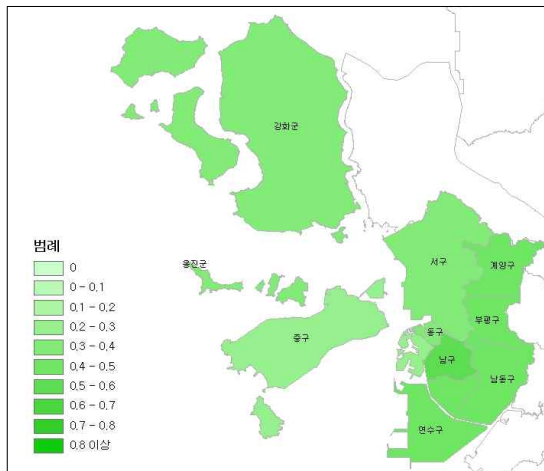 강화군
옹진군
서구
계양구
부평구
동구
중구
남구
남동구
연수구
범례
0
0 - 0.1
0.1 - 0.2
0.2 - 0.3
0.3 - 0.4
0.4 - 0.5
0.5 - 0.6
0.6 - 0.7
0.7 - 0.8
0.8 이상